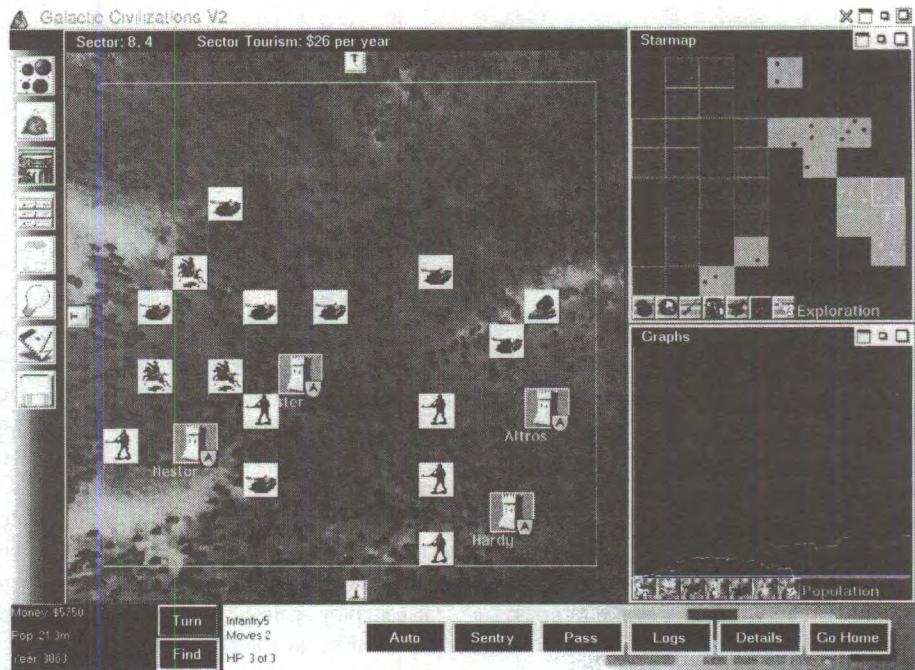 Galactic Civilizations V2
Sector: 8, 4 Sector Tourism: $26 per year
Starmap
Exploration
Graphs
ster
Altros
Nestor
Hardy
Population
Money: $5750
Pop: 21.3m
Year: 3063
Turn
Find
Infantry5
Moves 2
HP: 3 of 3
Auto
Sentry
Pass
Logs
Details
Go Home